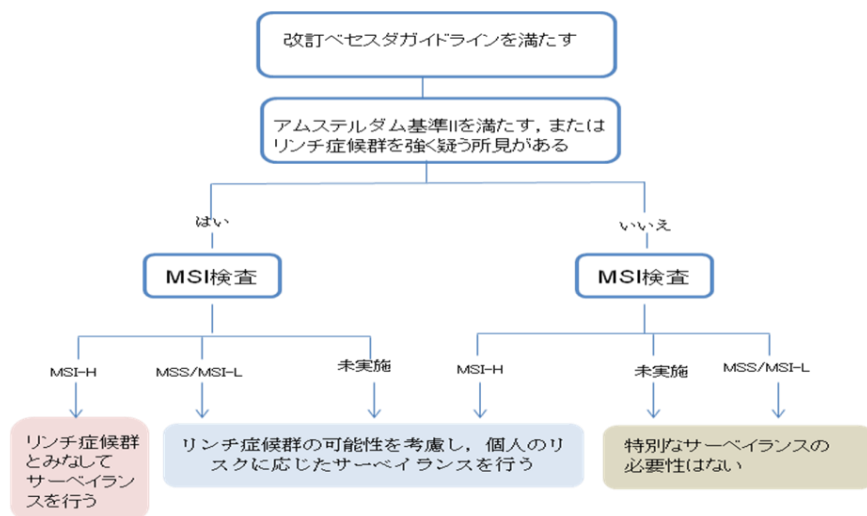 改訂ベセスダガイドラインを満たす
アムステルダム基準IIを満たす，または
リンチ症候群を強く疑う所見がある
はい
いいえ
MSI検査
MSI検査
MSI-H
MSS/MSI-L
未実施
MSI-H
未実施
MSS/MSI-L
リンチ症候群
とみなして
サーベイラン
スを行う
リンチ症候群の可能性を考慮し，個人のリ
スクに応じたサーベイランスを行う
特別なサーベイランスの
必要性はない